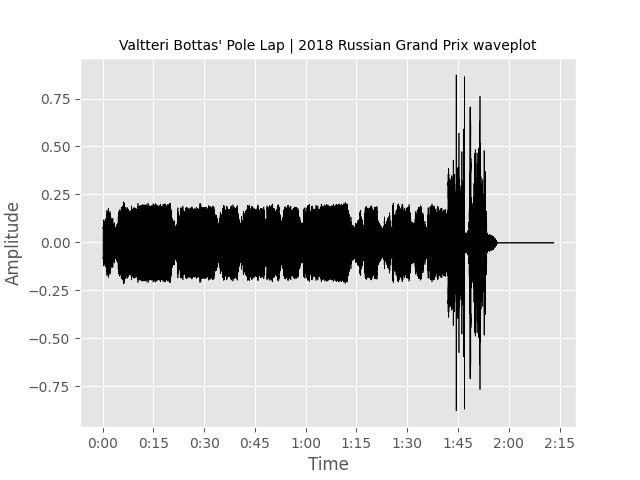 Valtteri Bottas' Pole Lap | 2018 Russian Grand Prix waveplot
0.75
0.50
0.25
0.00
−0.25
−0.50
−0.75
Amplitude
0:00 0:15 0:30 0:45 1:00 1:15 1:30 1:45 2:00 2:15
Time